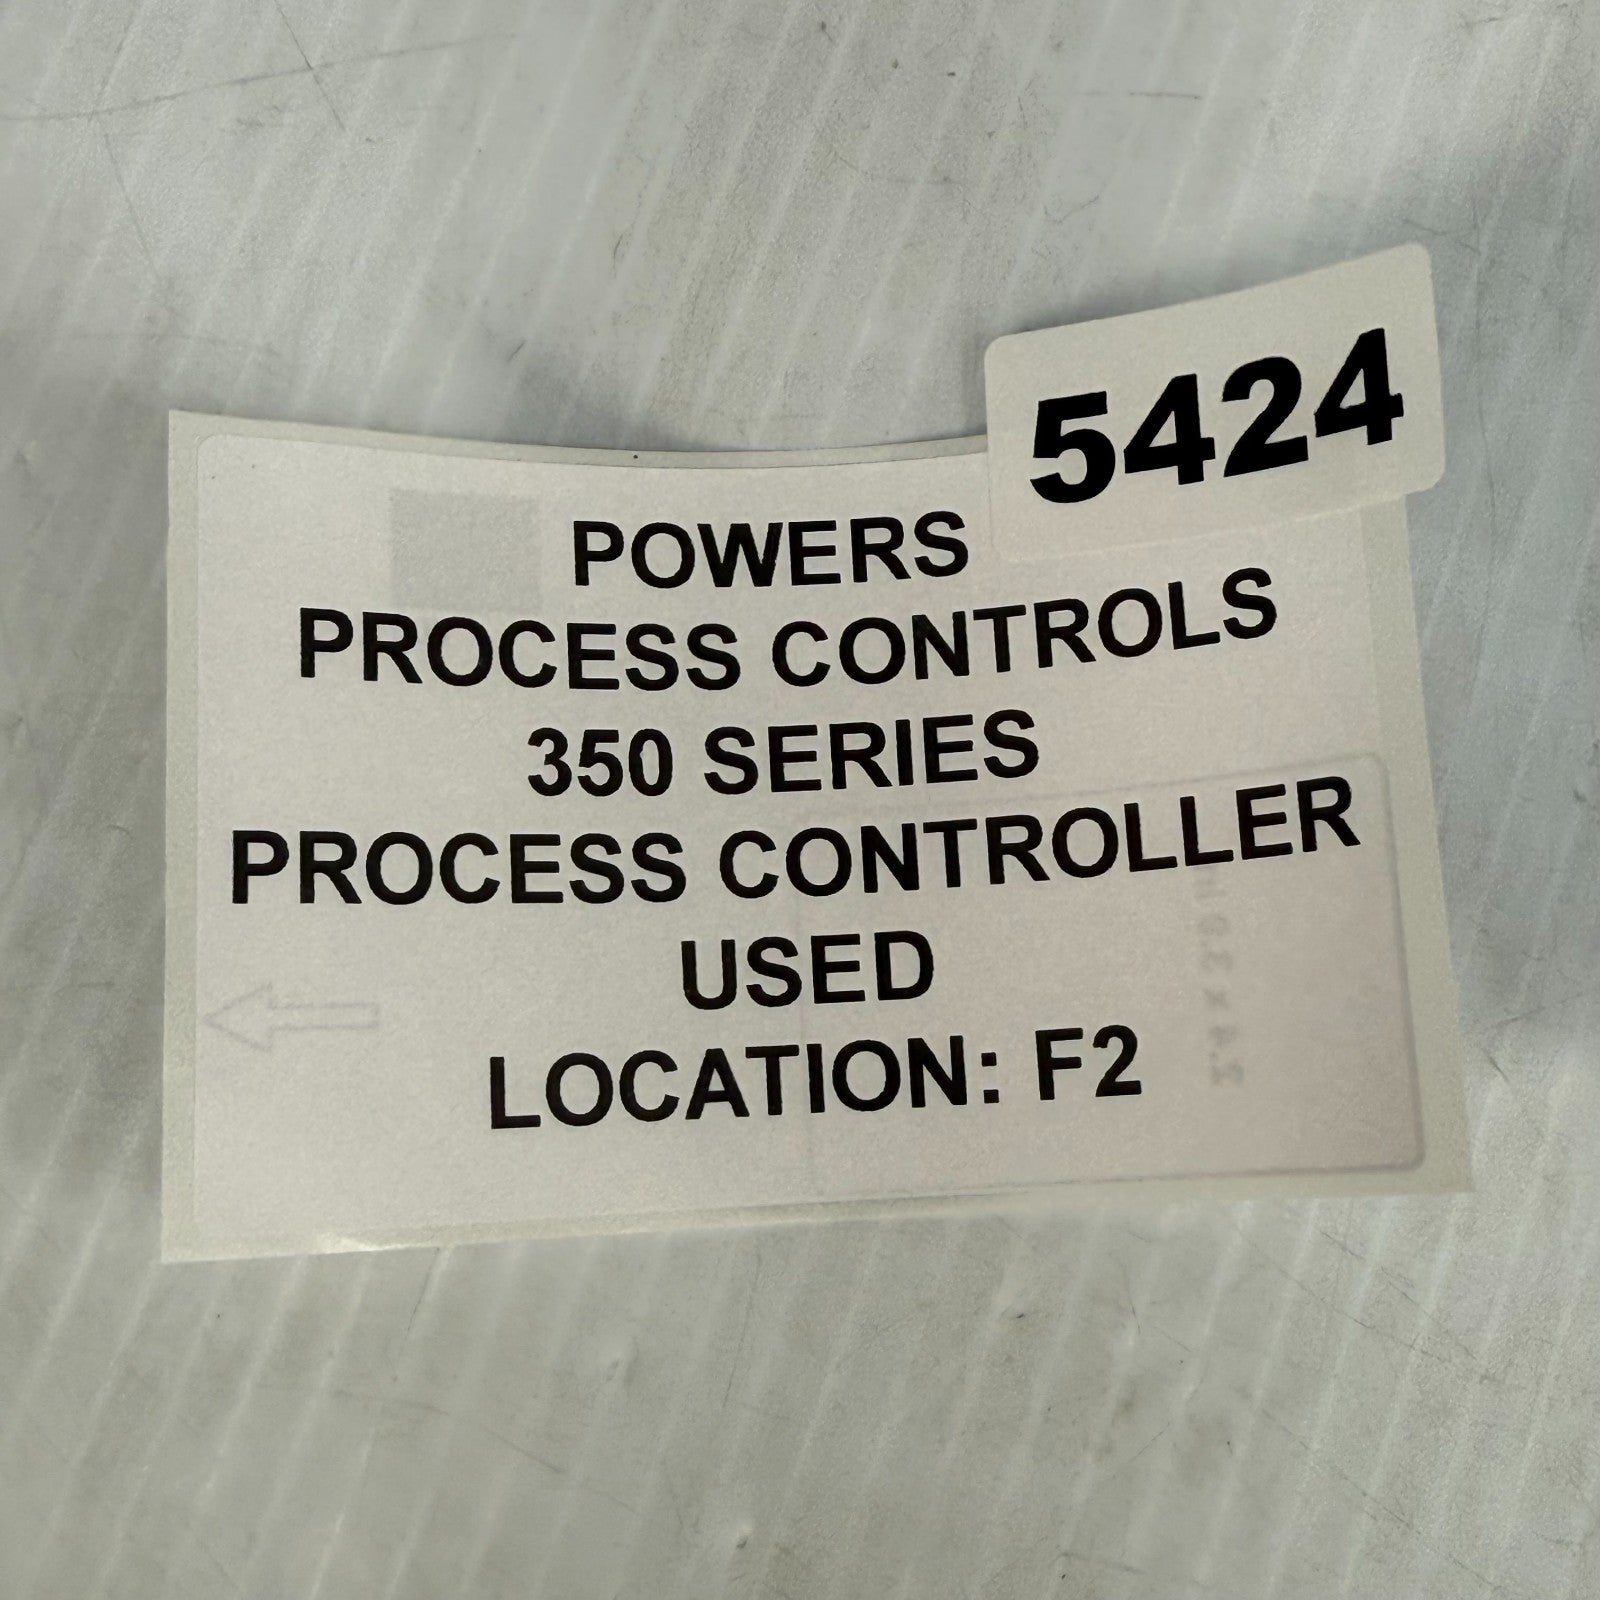 5424
POWERS
PROCESS CONTROLS
350 SERIES
PROCESS CONTROLLER
USED
LOCATION: F2